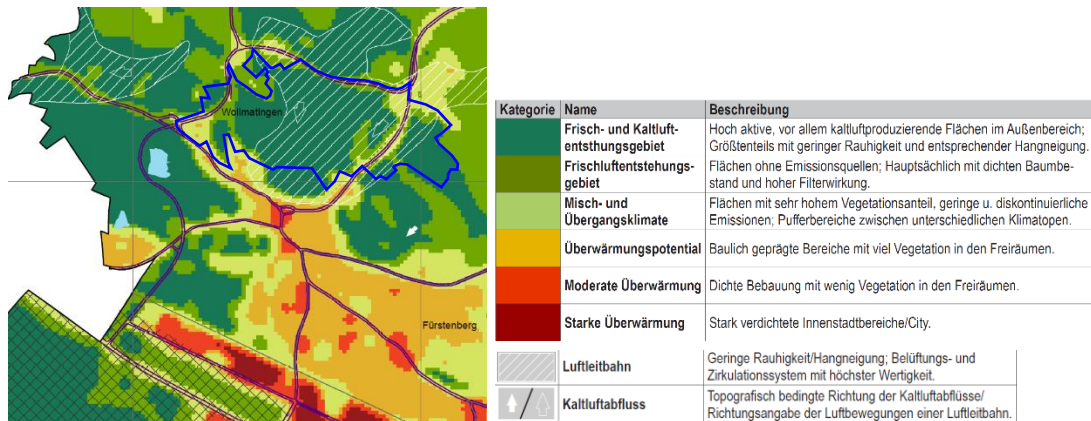 Wollmatingen
Fürstenberg
Kategorie Name Beschreibung
Frisch- und Kaltluft-
entsthungsgebiet
Hoch aktive, vor allem kaltluftproduzierende Flächen im Außenbereich;
Größtenteils mit geringer Rauhigkeit und entsprechender Hangneigung.
Frischluftentstehungs-
gebiet
Flächen ohne Emissionsquellen; Hauptsächlich mit dichten Baumbe-
stand und hoher Filterwirkung.
Misch- und
Übergangsklimate
Flächen mit sehr hohem Vegetationsanteil, geringe u. diskontinuierliche
Emissionen; Pufferbereiche zwischen unterschiedlichen Klimatopen.
Überwärmungspotential
Baulich geprägte Bereiche mit viel Vegetation in den Freiräumen.
Moderate Überwärmung
Dichte Bebauung mit wenig Vegetation in den Freiräumen.
Starke Überwärmung
Stark verdichtete Innenstadtbereiche/City.
Luftleitbahn
Geringe Rauhigkeit/Hangneigung; Belüftungs- und
Zirkulationssystem mit höchster Wertigkeit.
Kaltluftabfluss
Topografisch bedingte Richtung der Kaltluftabflüsse/
Richtungsangabe der Luftbewegungen einer Luftleitbahn.